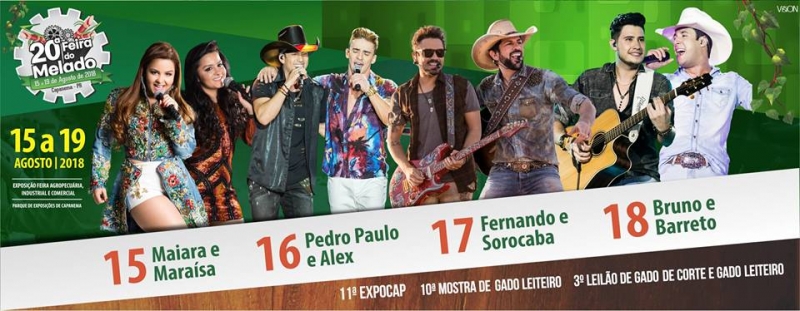 VISION
20ª Feira
do
Melado
15 a 19 de Agosto de 2018
Capanema - PR
15 a 19
AGOSTO | 2018
EXPOSIÇÃO FEIRA AGROPECUÁRIA,
INDUSTRIAL E COMERCIAL
PARQUE DE EXPOSIÇÕES DE CAPANEMA
15 Maiara e
Maraísa
16 Pedro Paulo
e Alex
17 Fernando e
Sorocaba
18 Bruno e
Barreto
11ª EXPOCAP 10ª MOSTRA DE GADO LEITEIRO 3º LEILÃO DE GADO DE CORTE E GADO LEITEIRO